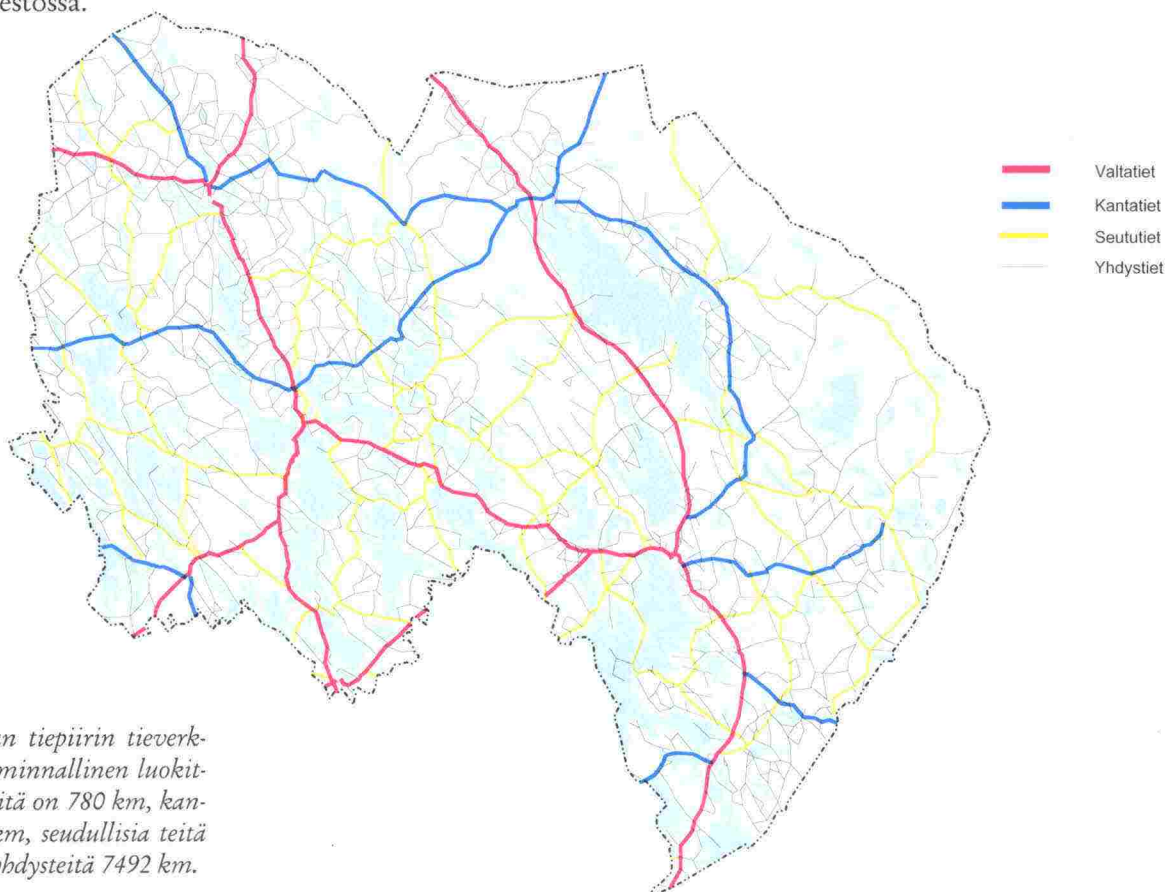 estossa.
Valtatiet
Kantatiet
Seututiet
Yhdystiet
n tiepiirin tieverk-
minnallinen luokit-
itä on 780 km, kan-
em, seudullisia teitä
hdysteitä 7492 km.